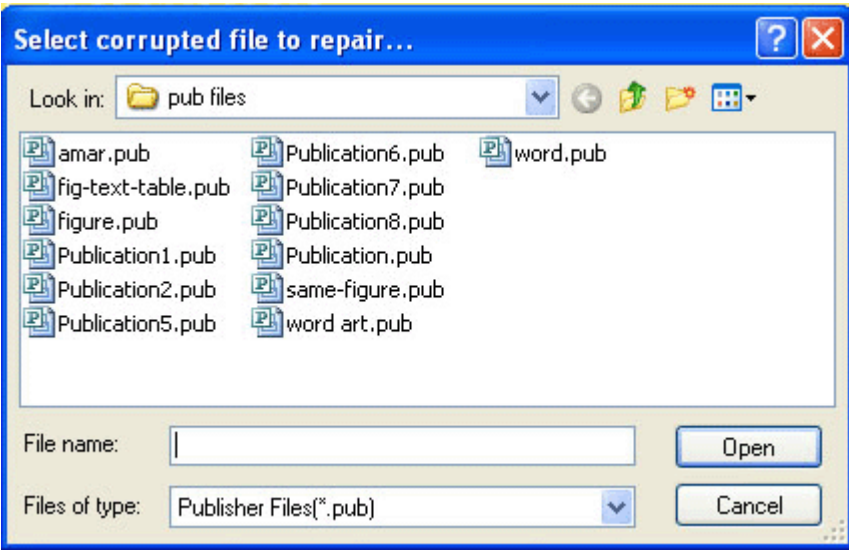 Select corrupted file to repair...
Look in: pub files
amar.pub
fig-text-table.pub
figure.pub
Publication1.pub
Publication2.pub
Publication5.pub
Publication6.pub
Publication7.pub
Publication8.pub
Publication.pub
same-figure.pub
word art.pub
word.pub
File name:
Open
Files of type: Publisher Files(*.pub)
Cancel